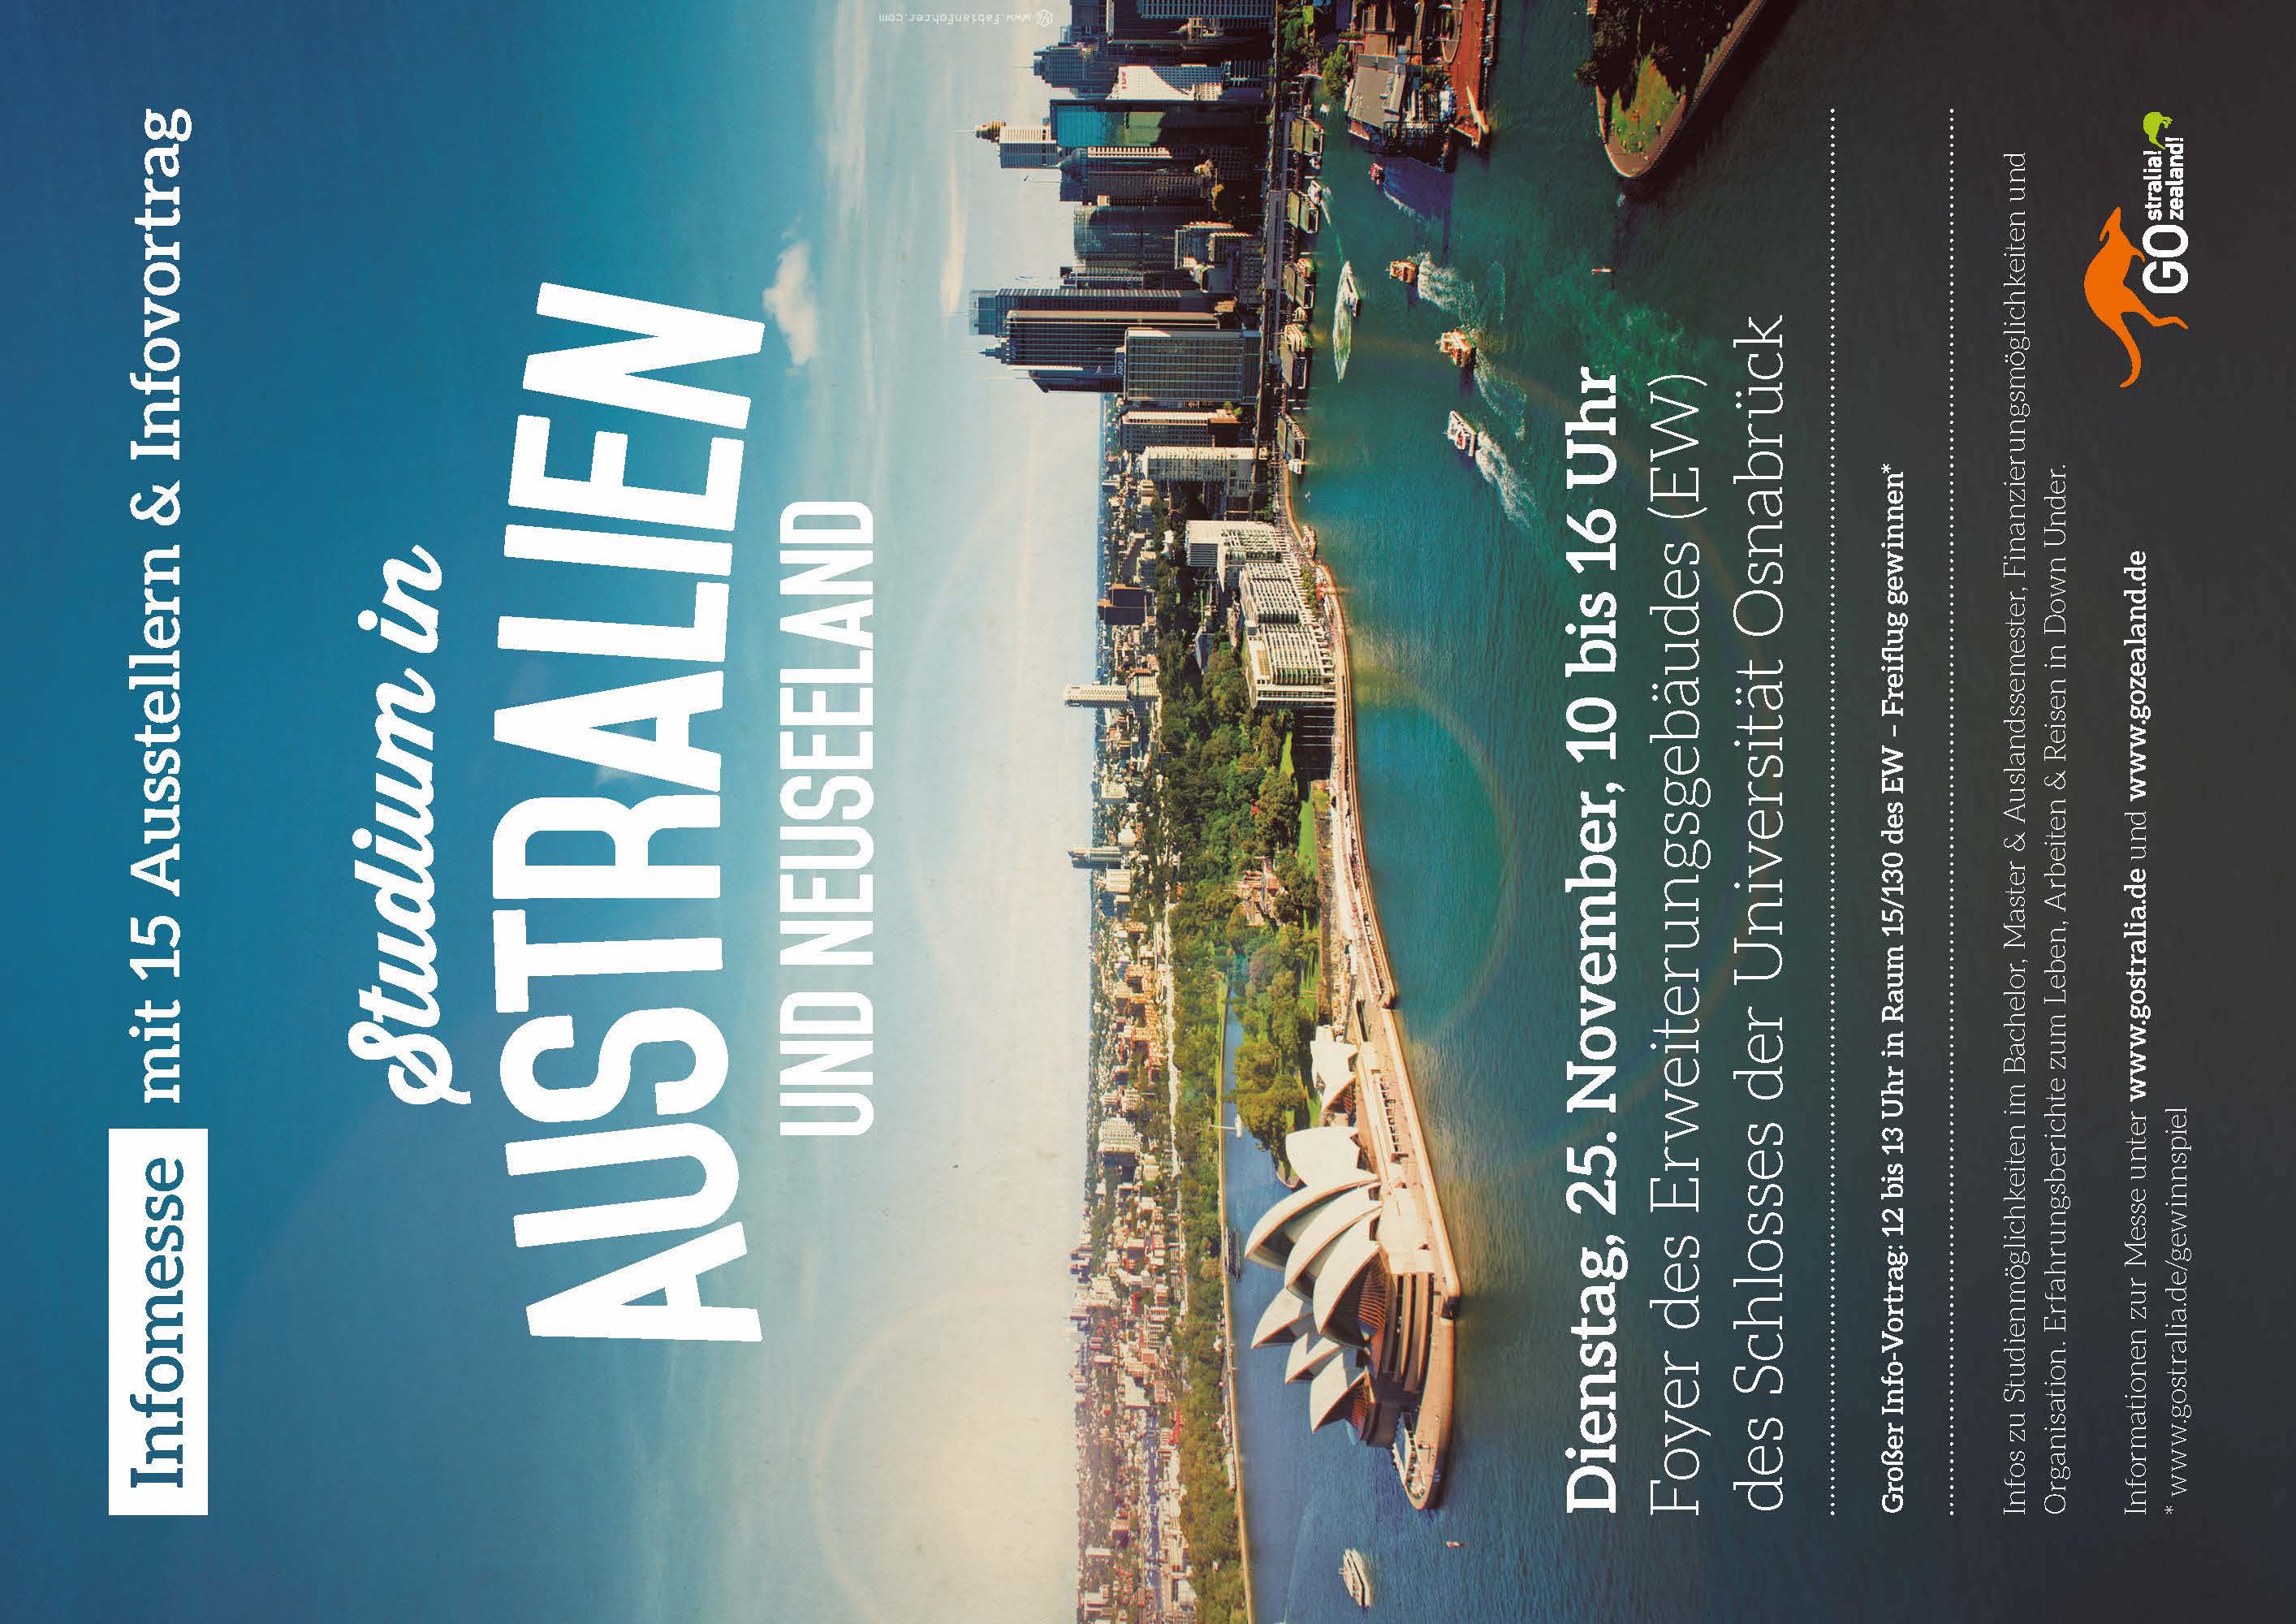 Infomesse mit 15 Ausstellern & Infovortrag
Studium in
AUSTRALIEN
UND NEUSEELAND
www.fabianfohrer.com
Dienstag, 25. November, 10 bis 16 Uhr
Foyer des Erweiterungsgebäudes (EW)
des Schlosses der Universität Osnabrück
Großer Info-Vortrag: 12 bis 13 Uhr in Raum 15/130 des EW – Freiflug gewinnen*
Infos zu Studienmöglichkeiten im Bachelor, Master & Auslandssemester, Finanzierungsmöglichkeiten und
Organisation. Erfahrungsberichte zum Leben, Arbeiten & Reisen in Down Under.
Informationen zur Messe unter www.gostralia.de und www.gozealand.de
* www.gostralia.de/gewinnspiel
GO stralia!
zealand!